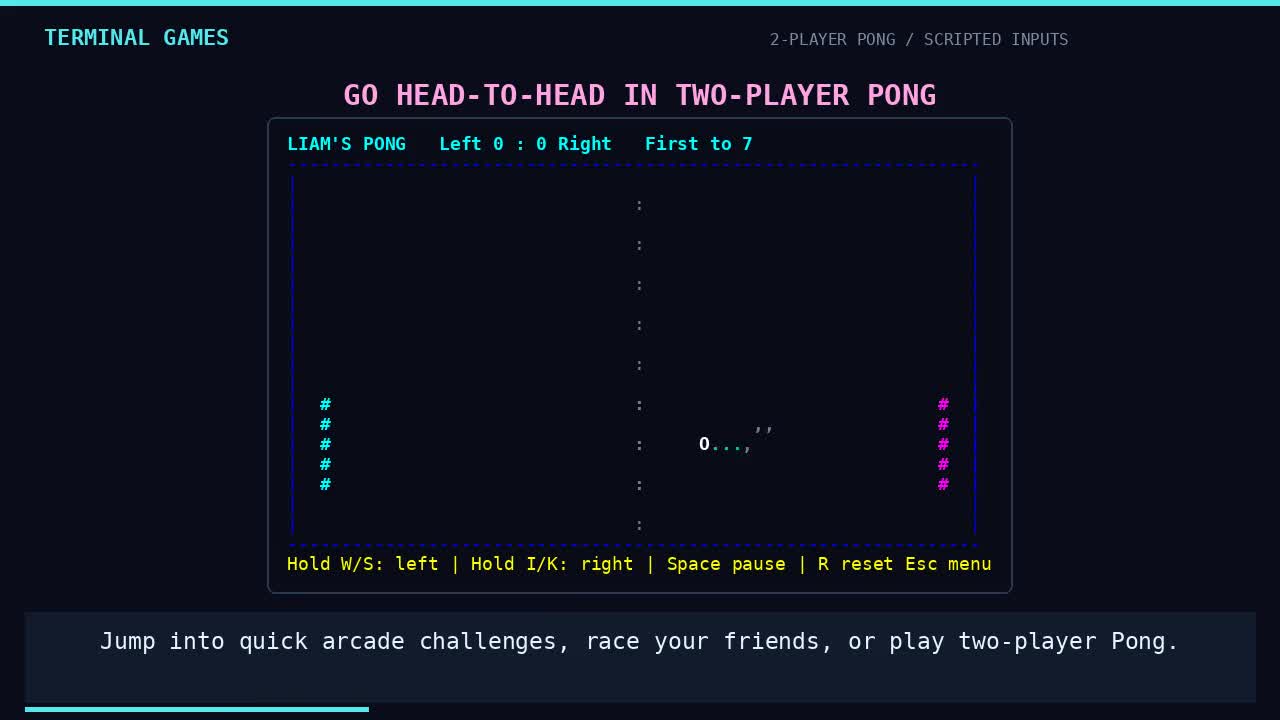 TERMINAL GAMES
2-PLAYER PONG / SCRIPTED INPUTS
GO HEAD-TO-HEAD IN TWO-PLAYER PONG
LIAM'S PONG   Left 0 : 0 Right   First to 7
:
:
:
:
:
# : #
# ,, #
# : O..., #
# #
# : #
:
Hold W/S: left | Hold I/K: right | Space pause | R reset Esc menu
Jump into quick arcade challenges, race your friends, or play two-player Pong.